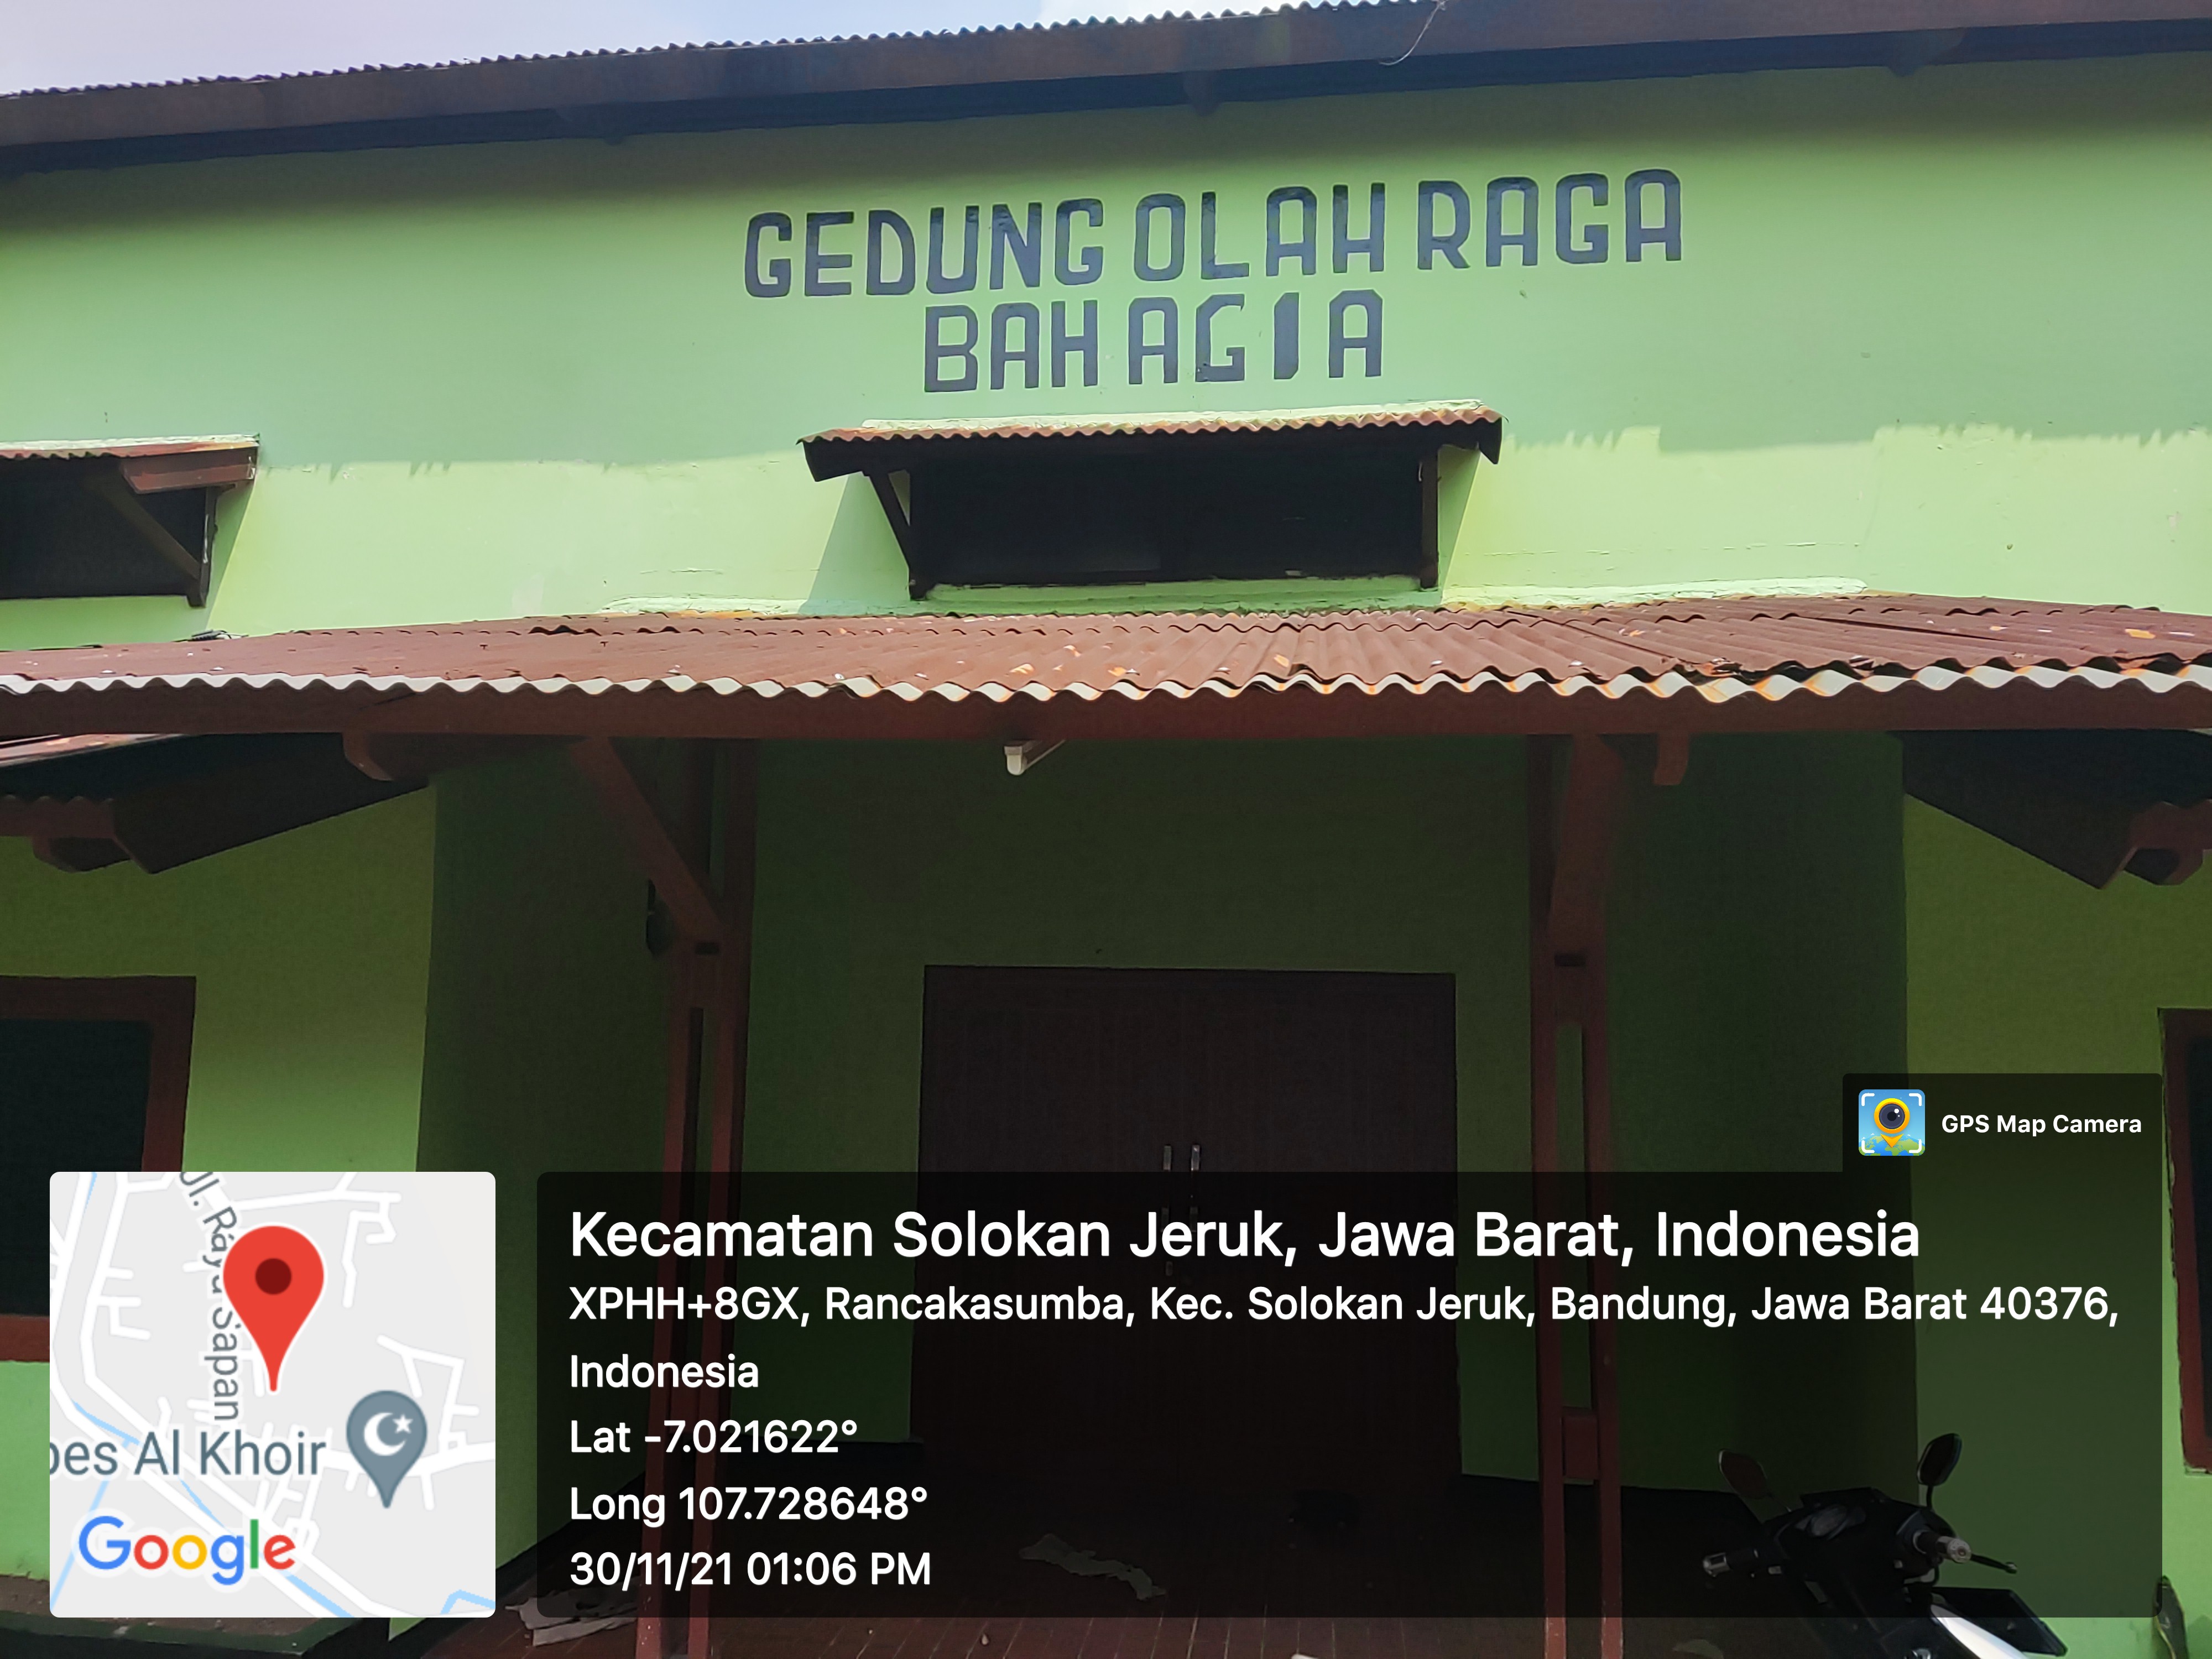 GEDUNG OLAH RAGA
BAHAGIA
GPS Map Camera
Jl. Raya Sapan
bes Al Khoir
Google
Kecamatan Solokan Jeruk, Jawa Barat, Indonesia
XPHH+8GX, Rancakasumba, Kec. Solokan Jeruk, Bandung, Jawa Barat 40376,
Indonesia
Lat -7.021622°
Long 107.728648°
30/11/21 01:06 PM